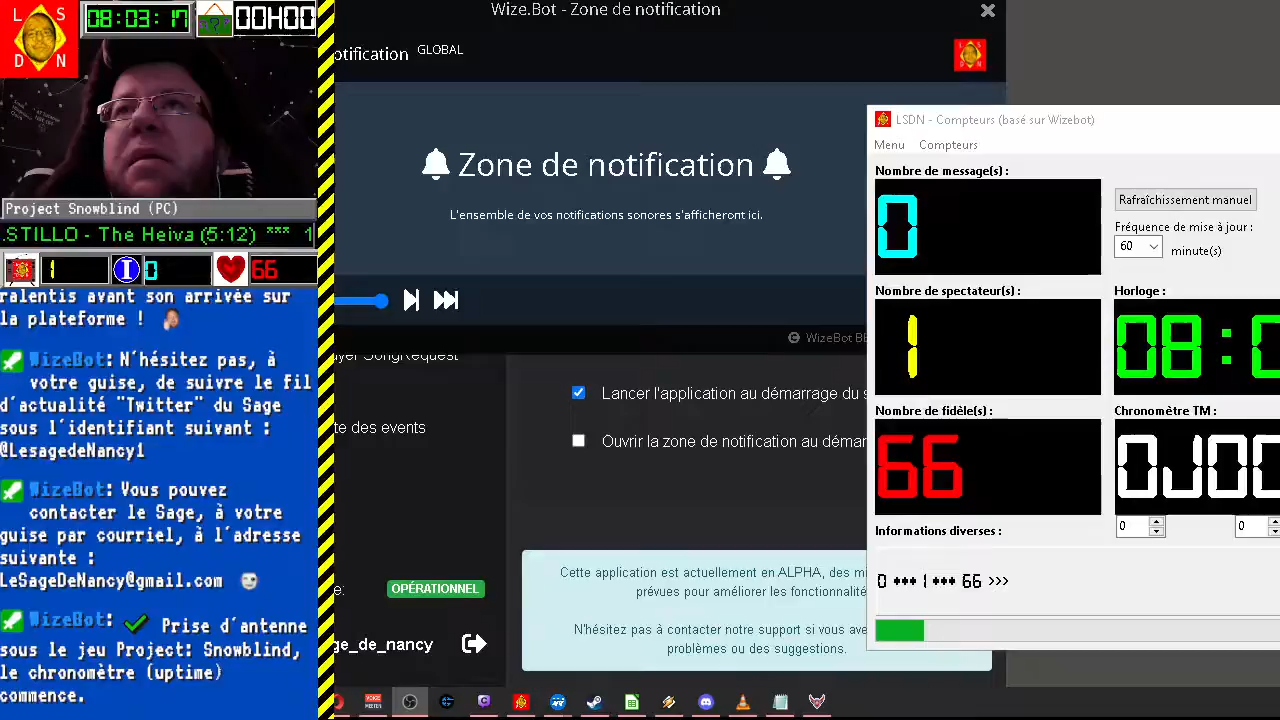 L S
D N
08:03:17
00H00
Project Snowblind (PC)
.STILLO - The Heiva (5:12) *** 1
1
0
66
ralentis avant son arrivée sur
la plateforme !
WizeBot: N'hésitez pas, à
votre guise, de suivre le fil
d'actualité "Twitter" du Sage
sous l'identifiant suivant :
@LesagedeNancy1
WizeBot: Vous pouvez
contacter le Sage, à votre
guise par courriel, à l'adresse
suivante :
LeSageDeNancy@gmail.com
WizeBot: Prise d'antenne
sous le jeu Project: Snowblind,
le chronomètre (uptime)
commence.
Wize.Bot - Zone de notification
otification GLOBAL
Zone de notification
L'ensemble de vos notifications sonores s'afficheront ici.
WizeBot BE
ayer SongRequest
Lancer l'application au démarrage du s
te des events
Ouvrir la zone de notification au démar
e:
OPÉRATIONNEL
ge_de_nancy
Cette application est actuellement en ALPHA, des mi
prévues pour améliorer les fonctionnalité
N'hésitez pas à contacter notre support si vous ave
problèmes ou des suggestions.
LSDN - Compteurs (basé sur Wizebot)
Menu Compteurs
Nombre de message(s) :
0
Rafraîchissement manuel
Fréquence de mise à jour :
60 minute(s)
Nombre de spectateur(s) :
1
Horloge :
08:0
Nombre de fidèle(s) :
66
Chronomètre TM :
0J00
0
0
Informations diverses :
0 *** 1 *** 66 >>>
VOICE
MEETER